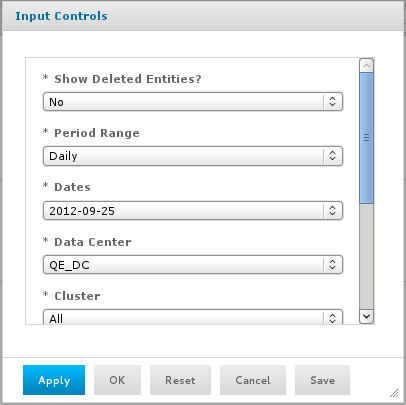 Input Controls
* Show Deleted Entities?
No
* Period Range
Daily
* Dates
2012-09-25
* Data Center
QE_DC
* Cluster
All
Apply OK Reset Cancel Save